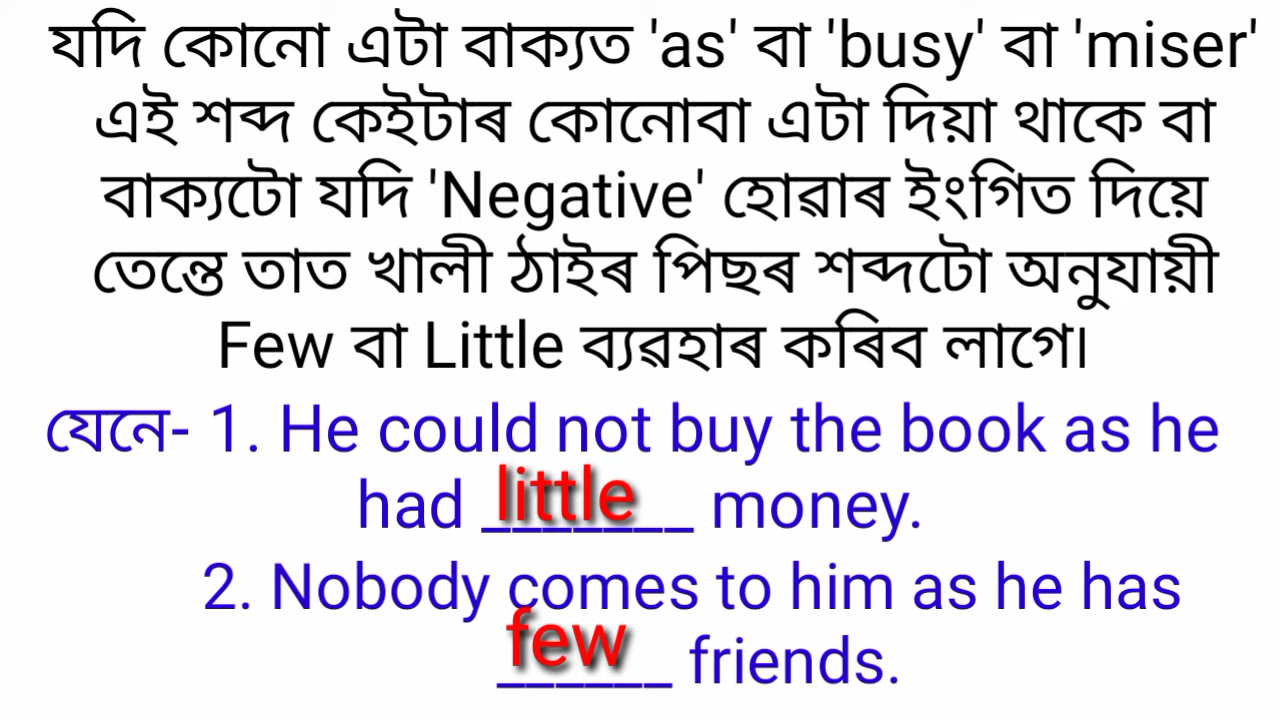 যদি কোনো এটা বাক্যত 'as' বা 'busy' বা 'miser'
এই শব্দ কেইটাৰ কোনোবা এটা দিয়া থাকে বা
বাক্যটো যদি 'Negative' হোৱাৰ ইংগিত দিয়ে
তেন্তে তাত খালী ঠাইৰ পিছৰ শব্দটো অনুযায়ী
Few বা Little ব্যৱহাৰ কৰিব লাগে।
যেনে- 1. He could not buy the book as he
had little money.
2. Nobody comes to him as he has
few friends.